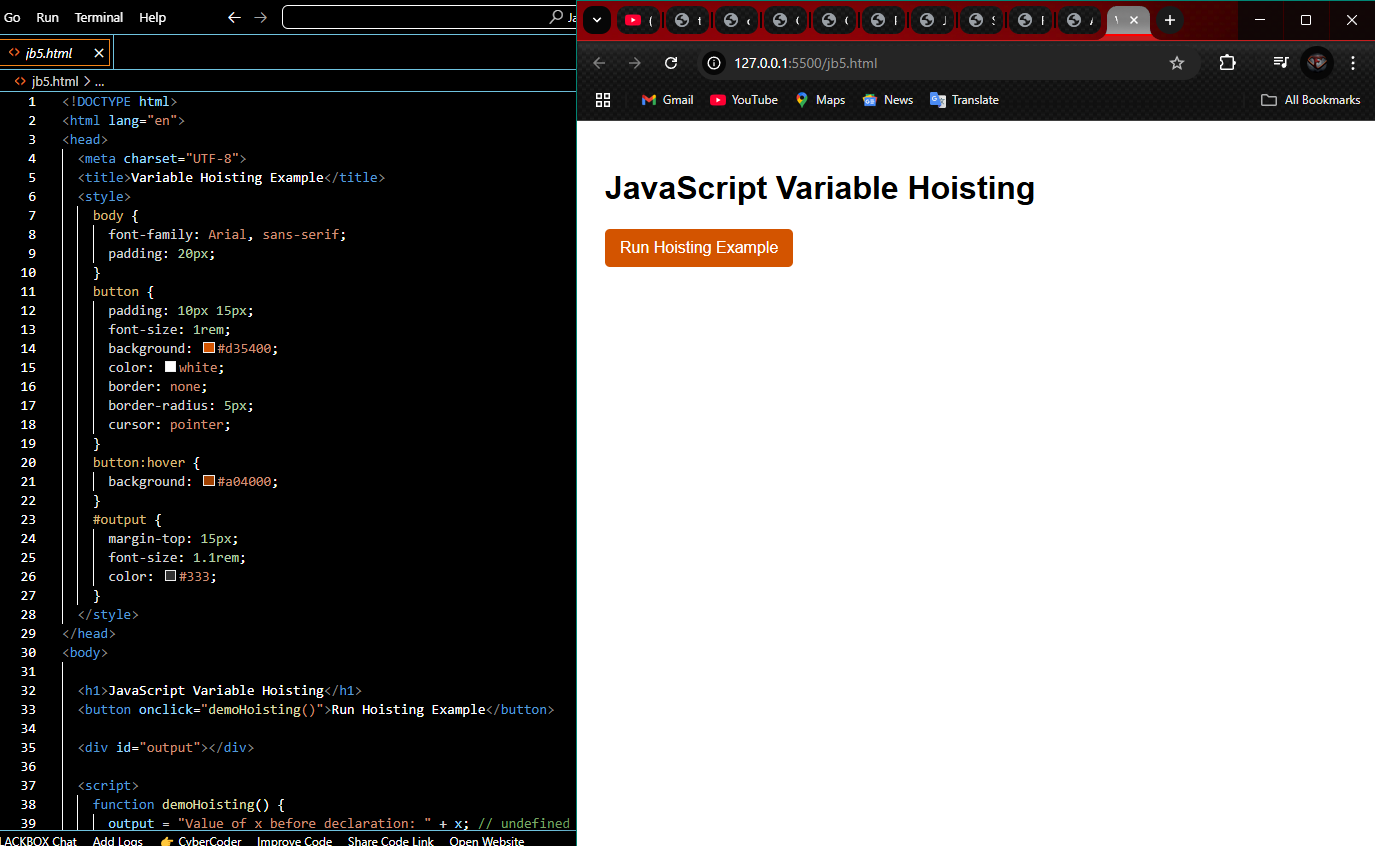 Go Run Terminal Help
jb5.html
jb5.html > ...
1 <!DOCTYPE html>
2 <html lang="en">
3 <head>
4 <meta charset="UTF-8">
5 <title>Variable Hoisting Example</title>
6 <style>
7 body {
8 font-family: Arial, sans-serif;
9 padding: 20px;
10 }
11 button {
12 padding: 10px 15px;
13 font-size: 1rem;
14 background: #d35400;
15 color: white;
16 border: none;
17 border-radius: 5px;
18 cursor: pointer;
19 }
20 button:hover {
21 background: #a04000;
22 }
23 #output {
24 margin-top: 15px;
25 font-size: 1.1rem;
26 color: #333;
27 }
28 </style>
29 </head>
30 <body>
31
32 <h1>JavaScript Variable Hoisting</h1>
33 <button onclick="demoHoisting()">Run Hoisting Example</button>
34
35 <div id="output"></div>
36
37 <script>
38 function demoHoisting() {
39 output = "Value of x before declaration: " + x; // undefined
LACKBOX Chat Add Logs 👉 CyberCoder Improve Code Share Code Link Open Website
127.0.0.1:5500/jb5.html
Gmail YouTube Maps News Translate All Bookmarks
JavaScript Variable Hoisting
Run Hoisting Example